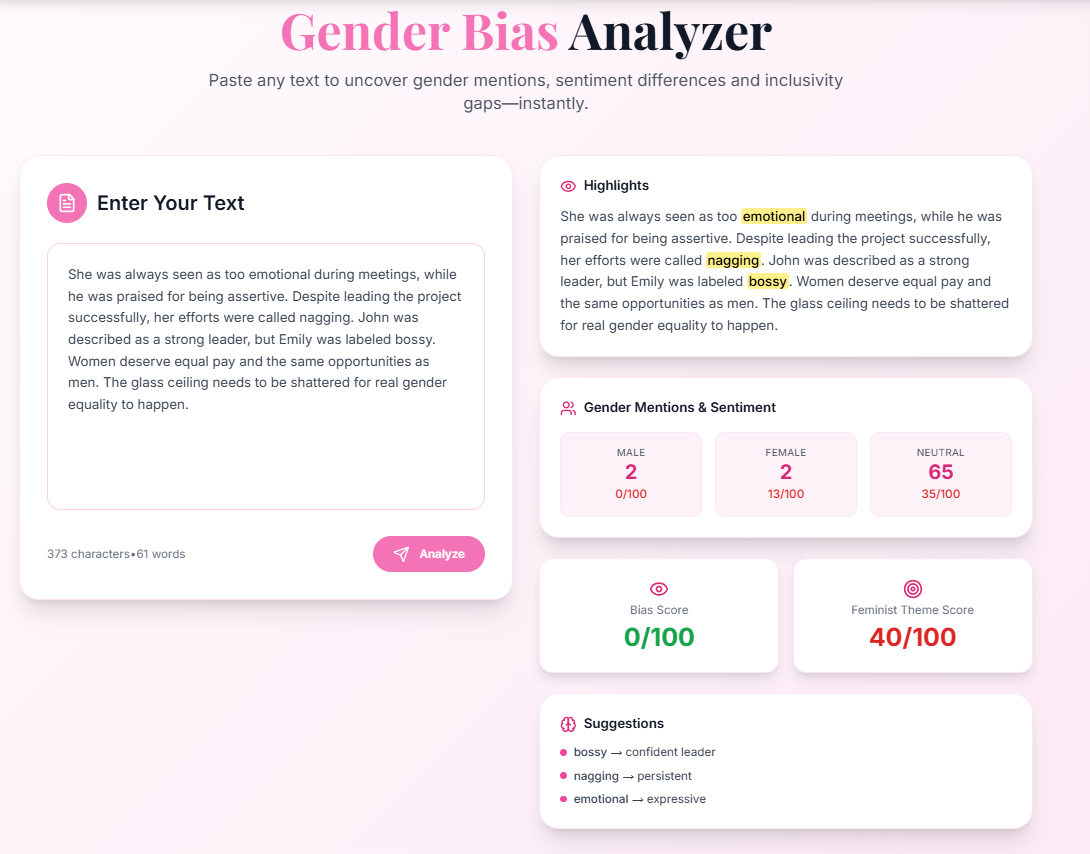 Gender Bias Analyzer
Paste any text to uncover gender mentions, sentiment differences and inclusivity
gaps—instantly.
Enter Your Text
She was always seen as too emotional during meetings, while
he was praised for being assertive. Despite leading the project
successfully, her efforts were called nagging. John was
described as a strong leader, but Emily was labeled bossy.
Women deserve equal pay and the same opportunities as
men. The glass ceiling needs to be shattered for real gender
equality to happen.
373 characters•61 words
Analyze
Highlights
She was always seen as too emotional during meetings, while he was
praised for being assertive. Despite leading the project successfully,
her efforts were called nagging. John was described as a strong
leader, but Emily was labeled bossy. Women deserve equal pay and
the same opportunities as men. The glass ceiling needs to be shattered
for real gender equality to happen.
Gender Mentions & Sentiment
MALE
2
0/100
FEMALE
2
13/100
NEUTRAL
65
35/100
Bias Score
0/100
Feminist Theme Score
40/100
Suggestions
bossy → confident leader
nagging → persistent
emotional → expressive